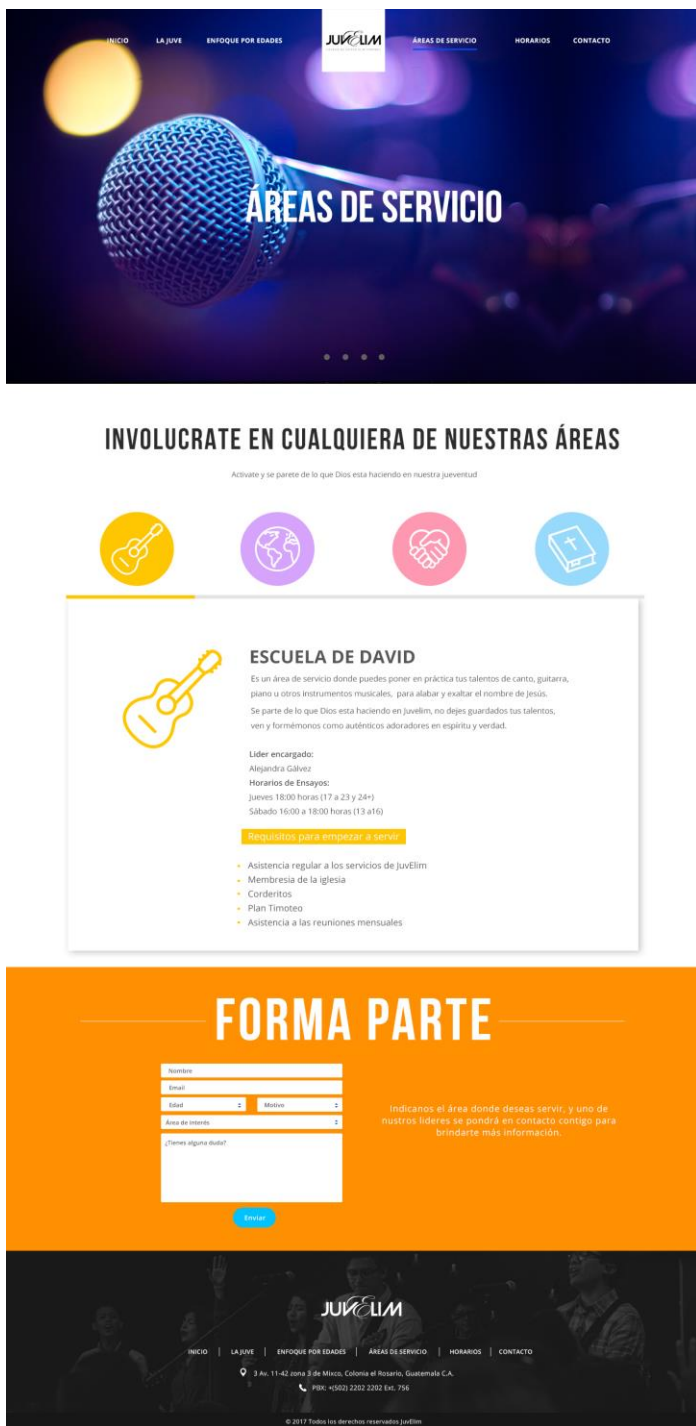 INICIO LA JUVE ENFOQUE POR EDADES JUVELIM ÁREAS DE SERVICIO HORARIOS CONTACTO
ÁREAS DE SERVICIO
INVOLUCRATE EN CUALQUIERA DE NUESTRAS ÁREAS
Activate y se parete de lo que Dios esta haciendo en nuestra jueventud
ESCUELA DE DAVID
Es un área de servicio donde puedes poner en práctica tus talentos de canto, guitarra,
piano u otros instrumentos musicales, para alabar y exaltar el nombre de Jesús.
Se parte de lo que Dios esta haciendo en Juvelim, no dejes guardados tus talentos,
ven y formémonos como auténticos adoradores en espíritu y verdad.
Lider encargado:
Alejandra Gálvez
Horarios de Ensayos:
Jueves 18:00 horas (17 a 23 y 24+)
Sábado 16:00 a 18:00 horas (13 a16)
Requisitos para empezar a servir
Asistencia regular a los servicios de JuvElim
Membresia de la iglesia
Corderitos
Plan Timoteo
Asistencia a las reuniones mensuales
FORMA PARTE
Nombre
Email
Edad Motivo
Área de interés
¿Tienes alguna duda?
Enviar
Indicanos el área donde deseas servir, y uno de
nustros lideres se pondrá en contacto contigo para
brindarte más información.
JUVELIM
INICIO | LA JUVE | ENFOQUE POR EDADES | ÁREAS DE SERVICIO | HORARIOS | CONTACTO
3 Av. 11-42 zona 3 de Mixco, Colonia el Rosario, Guatemala C.A.
PBX: +(502) 2202 2202 Ext. 756
© 2017 Todos los derechos reservados JuvElim